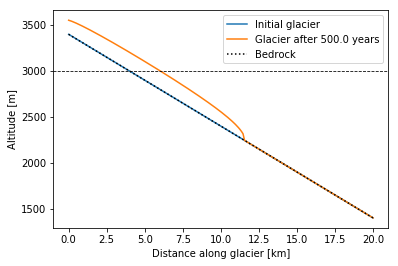 Initial glacier
Glacier after 500.0 years
Bedrock
Altitude [m]
3500
3000
2500
2000
1500
0.0 2.5 5.0 7.5 10.0 12.5 15.0 17.5 20.0
Distance along glacier [km]